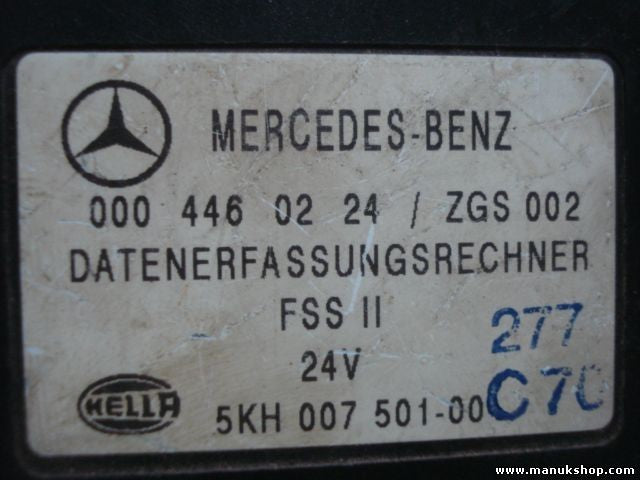 MERCEDES-BENZ
000 446 02 24 / ZGS 002
DATENERFASSUNGSRECHNER
FSS II
277
24V
C70
HELLA
5KH 007 501-00
www.manukshop.com